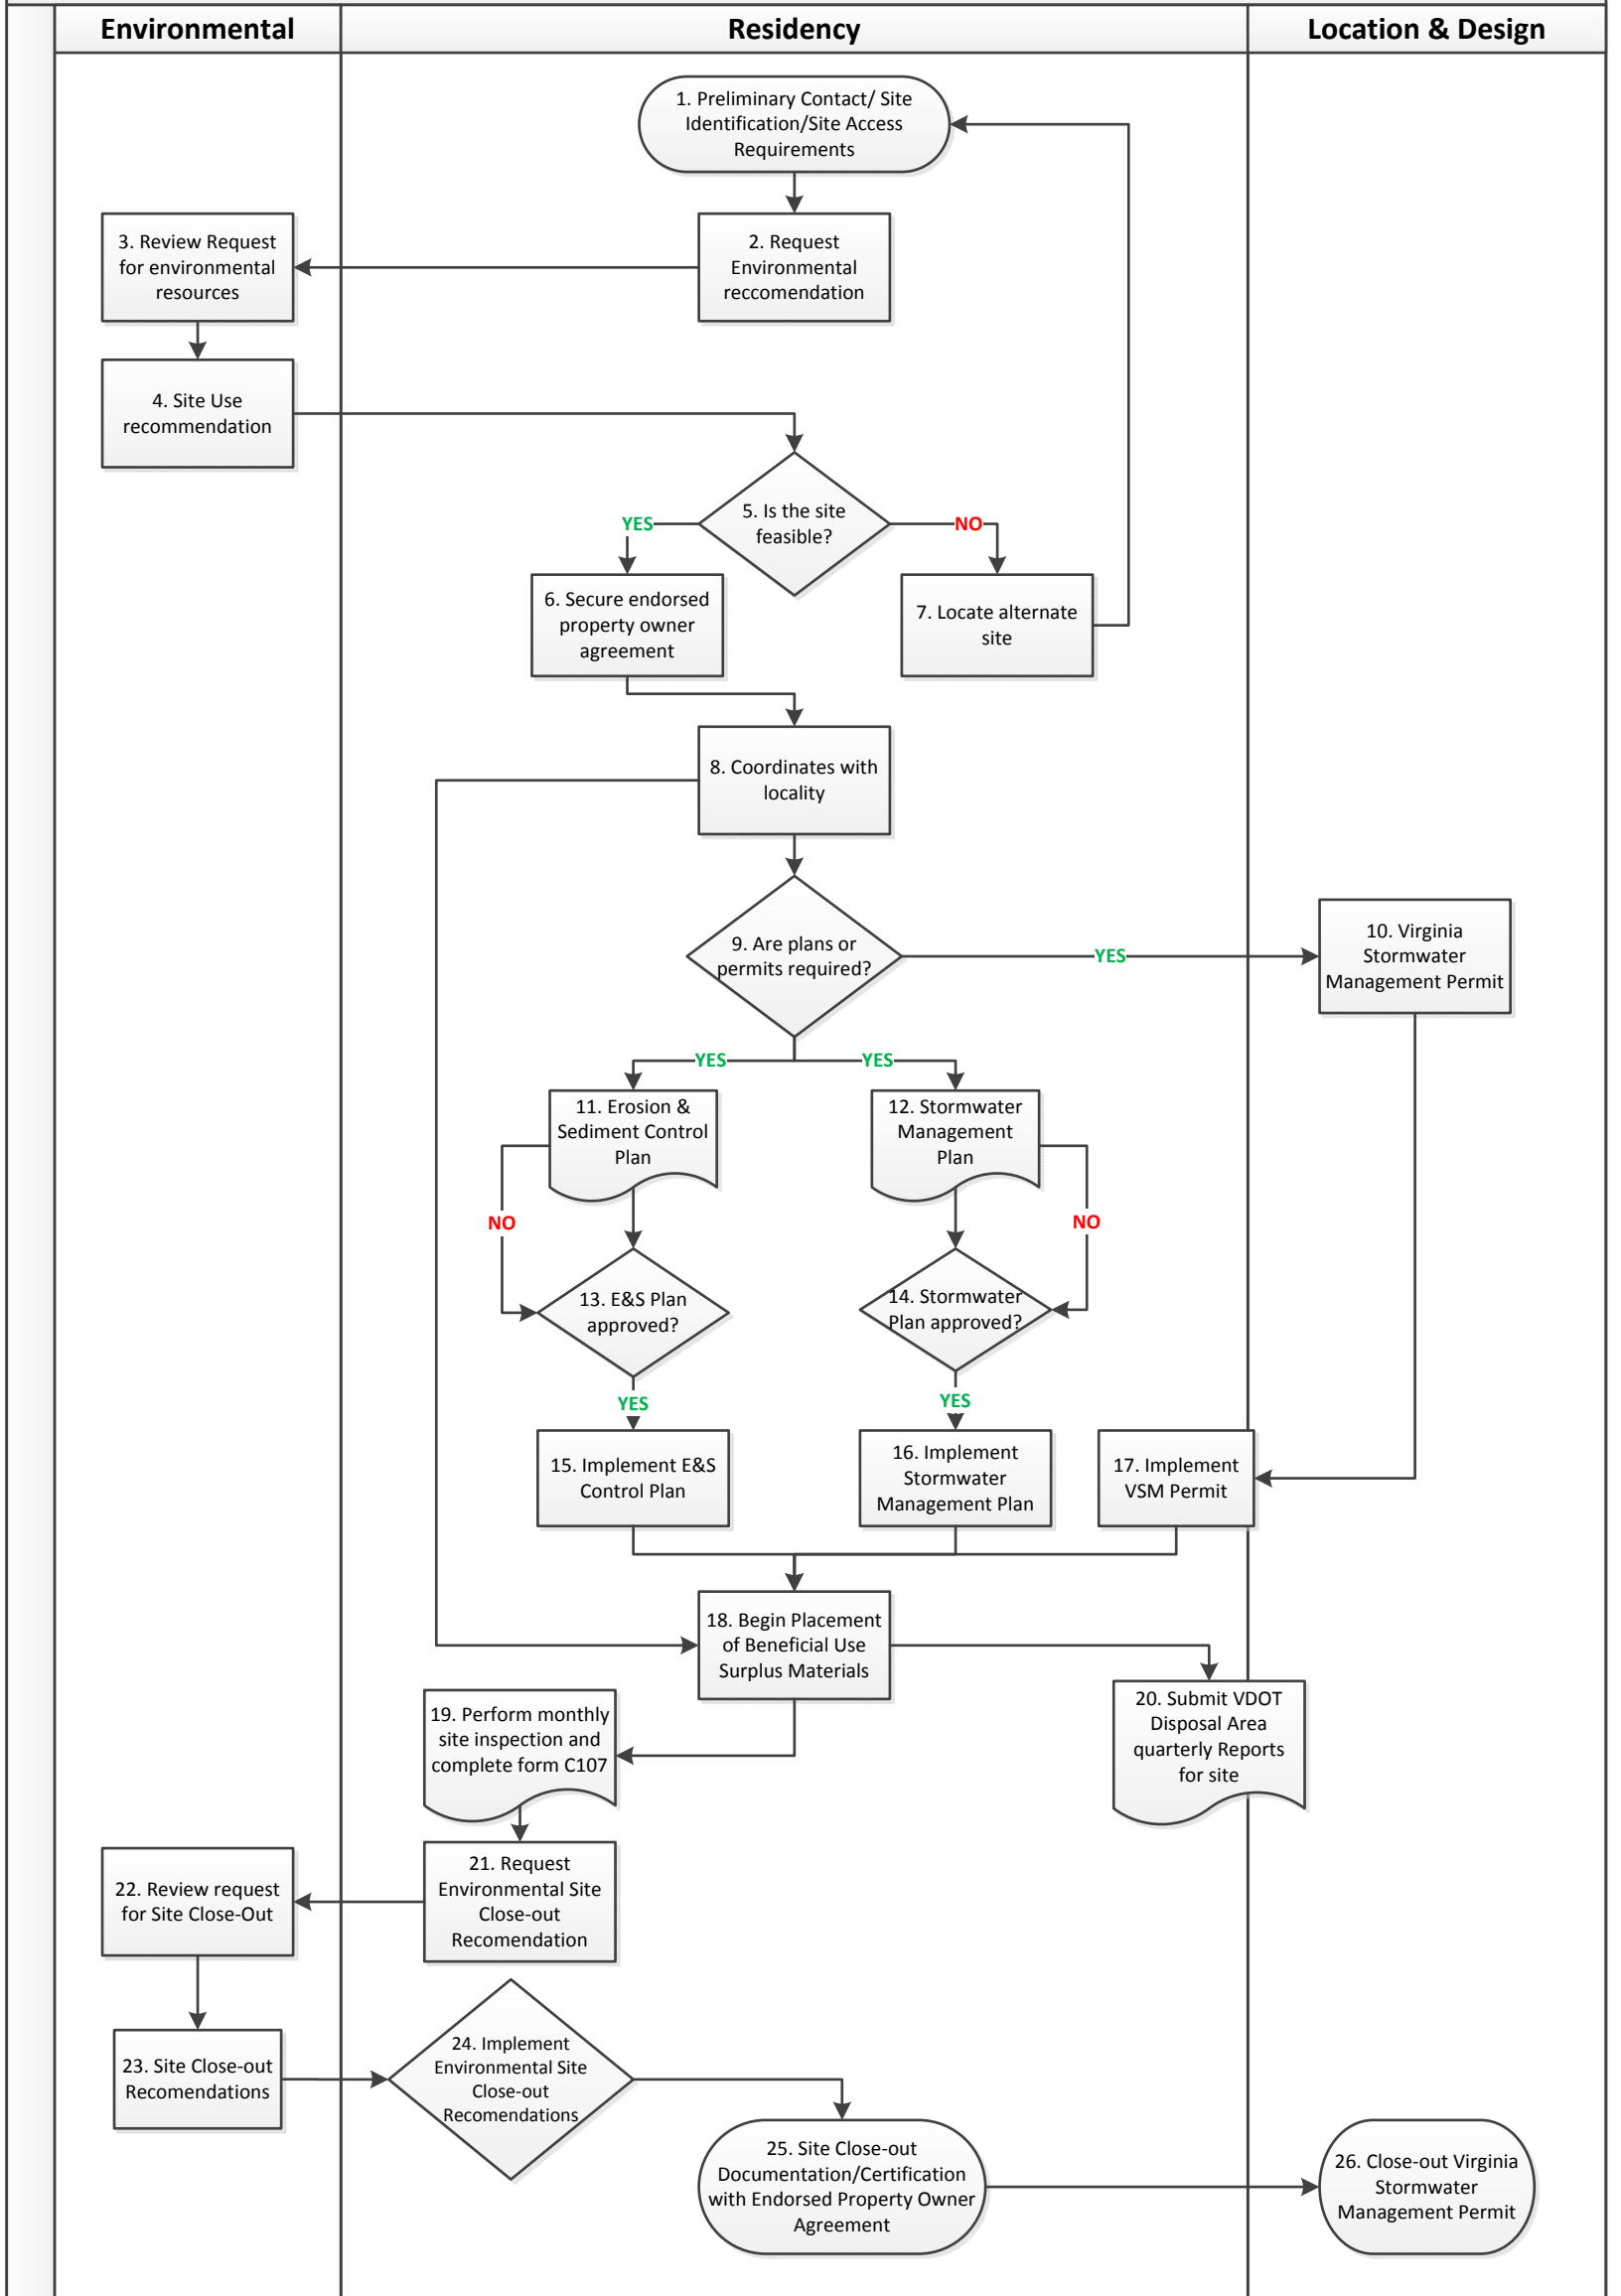 Environmental
Residency
Location & Design
1. Preliminary Contact/ Site
Identification/Site Access
Requirements
3. Review Request
for environmental
resources
2. Request
Environmental
reccomendation
4. Site Use
recommendation
5. Is the site
feasible?
YES
NO
6. Secure endorsed
property owner
agreement
7. Locate alternate
site
8. Coordinates with
locality
9. Are plans or
permits required?
YES
10. Virginia
Stormwater
Management Permit
YES
YES
11. Erosion &
Sediment Control
Plan
12. Stormwater
Management
Plan
NO
NO
13. E&S Plan
approved?
14. Stormwater
Plan approved?
YES
YES
15. Implement E&S
Control Plan
16. Implement
Stormwater
Management Plan
17. Implement
VSM Permit
18. Begin Placement
of Beneficial Use
Surplus Materials
19. Perform monthly
site inspection and
complete form C107
20. Submit VDOT
Disposal Area
quarterly Reports
for site
21. Request
Environmental Site
Close-out
Recomendation
22. Review request
for Site Close-Out
23. Site Close-out
Recomendations
24. Implement
Environmental Site
Close-out
Recomendations
25. Site Close-out
Documentation/Certification
with Endorsed Property Owner
Agreement
26. Close-out Virginia
Stormwater
Management Permit